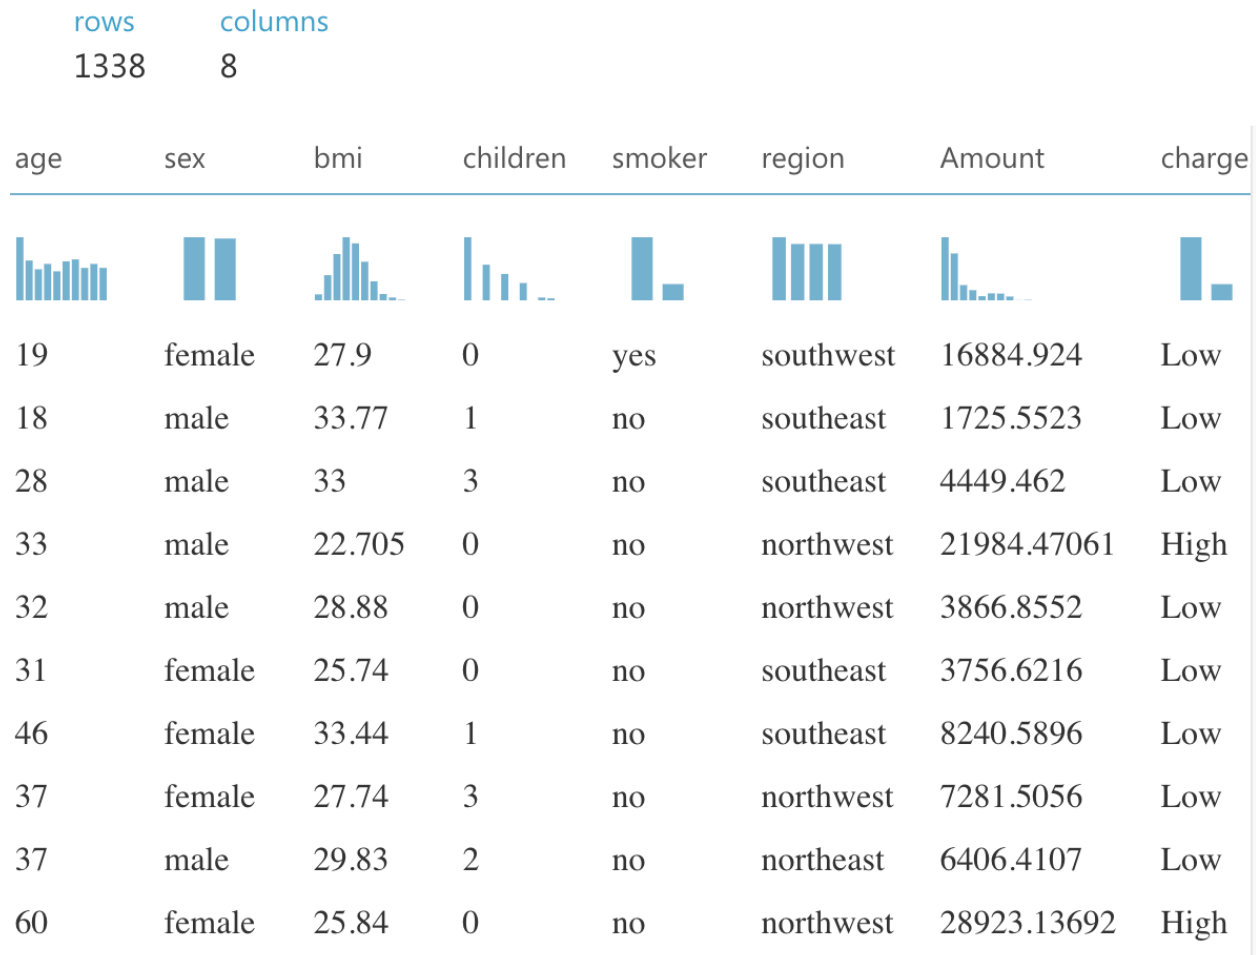 rows columns
1338 8
age sex bmi children smoker region Amount charge
19 female 27.9 0 yes southwest 16884.924 Low
18 male 33.77 1 no southeast 1725.5523 Low
28 male 33 3 no southeast 4449.462 Low
33 male 22.705 0 no northwest 21984.47061 High
32 male 28.88 0 no northwest 3866.8552 Low
31 female 25.74 0 no southeast 3756.6216 Low
46 female 33.44 1 no southeast 8240.5896 Low
37 female 27.74 3 no northwest 7281.5056 Low
37 male 29.83 2 no northeast 6406.4107 Low
60 female 25.84 0 no northwest 28923.13692 High